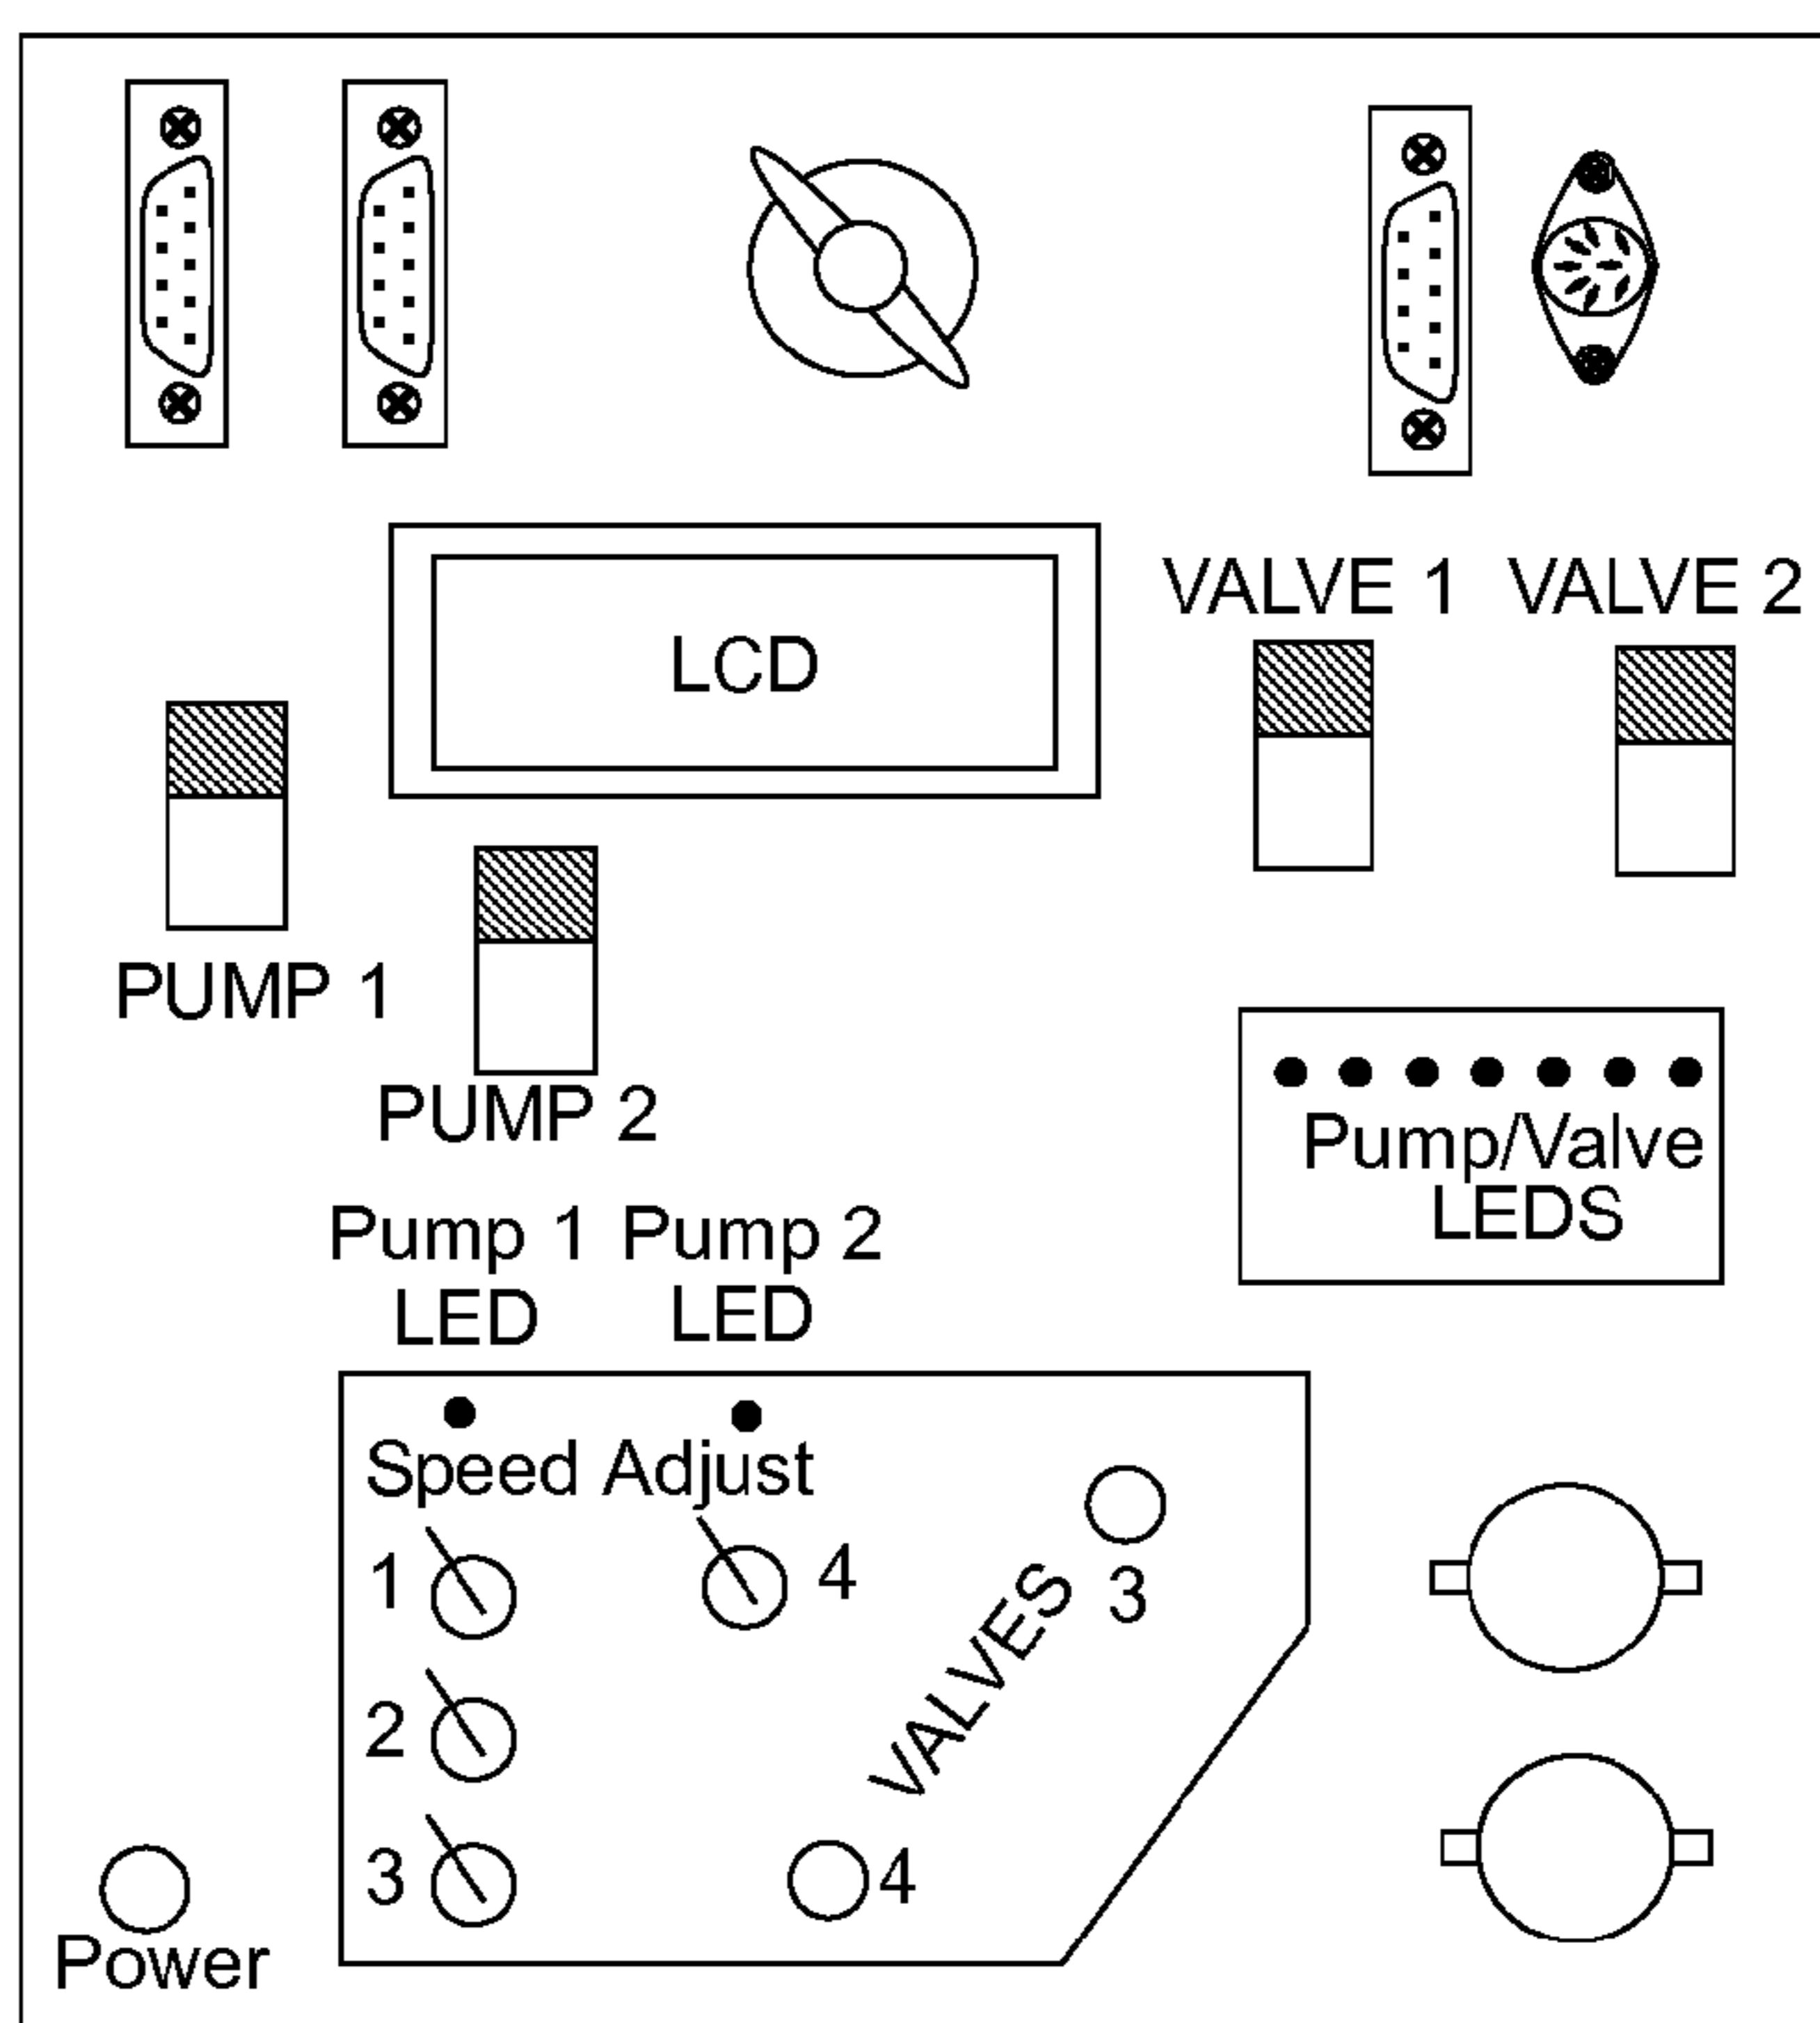 LCD
VALVE 1 VALVE 2
PUMP 1
PUMP 2
Pump/Valve
LEDS
Pump 1 Pump 2
LED LED
Speed Adjust
1 4
3
VALVES
2
3
4
Power